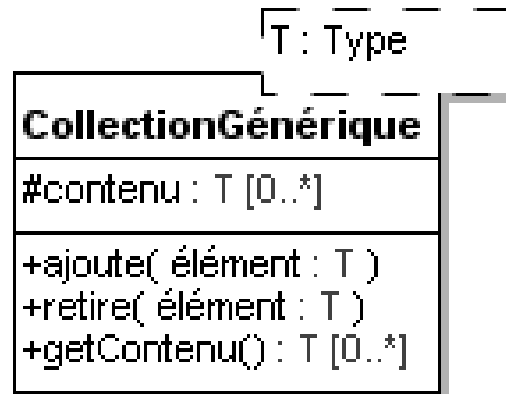 T : Type
CollectionGénérique
#contenu : T [0..*]
+ajoute( élément : T )
+retire( élément : T )
+getContenu() : T [0..*]